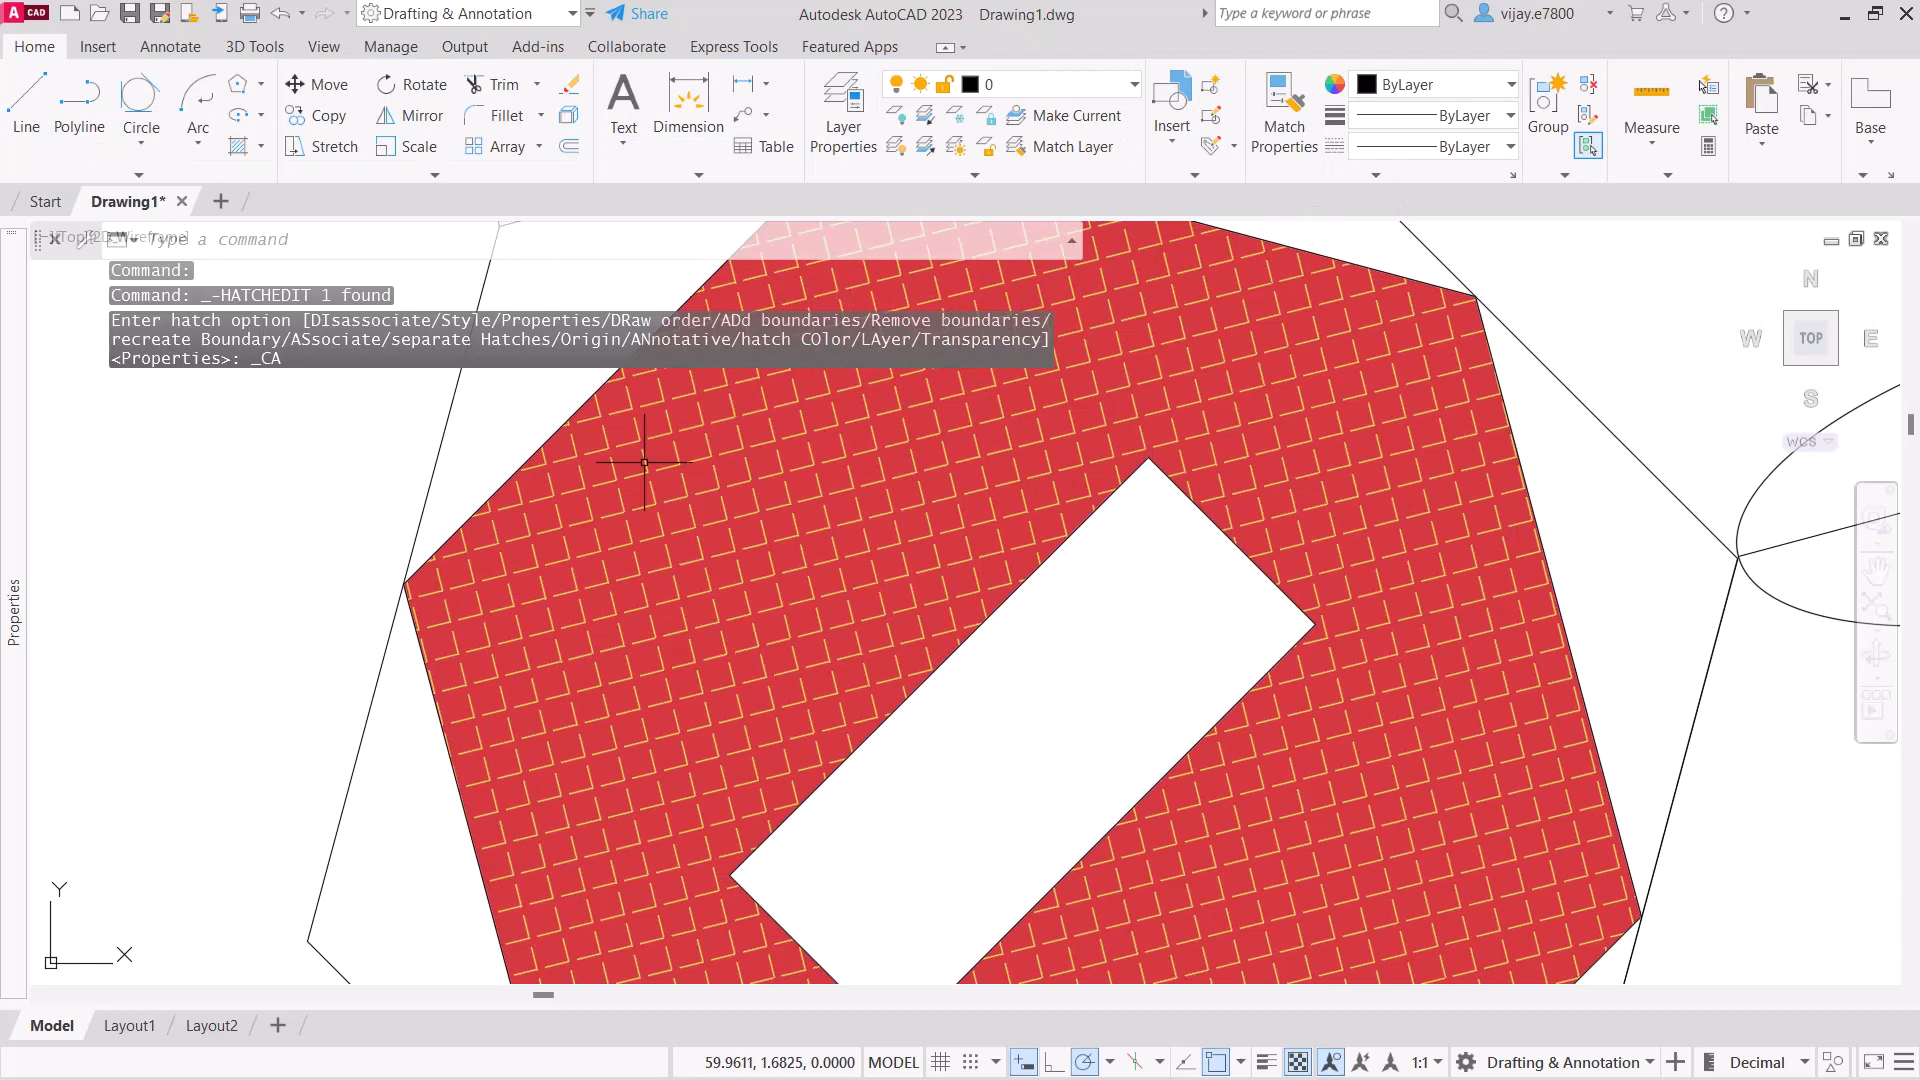 A CAD
Drafting & Annotation
Share
Autodesk AutoCAD 2023 Drawing1.dwg
Type a keyword or phrase
vijay.e7800
Home Insert Annotate 3D Tools View Manage Output Add-ins Collaborate Express Tools Featured Apps
Move Rotate Trim
0
ByLayer
Line Polyline Circle Arc
Copy Mirror Fillet
Text Dimension
Layer Properties
Make Current
Insert
Match Properties
ByLayer
Group Measure Paste Base
Stretch Scale Array
Table
Match Layer
ByLayer
Start Drawing1*
Type a command
Command:
Command: _-HATCHEDIT 1 found
Enter hatch option [DIsassociate/Style/Properties/DRaw order/ADd boundaries/Remove boundaries/
recreate Boundary/ASsociate/separate Hatches/Origin/ANnotative/hatch COlor/LAyer/Transparency]
<Properties>: _CA
N
W TOP E
S
WCS
Properties
Y
X
Model Layout1 Layout2
59.9611, 1.6825, 0.0000 MODEL 1:1 Drafting & Annotation Decimal